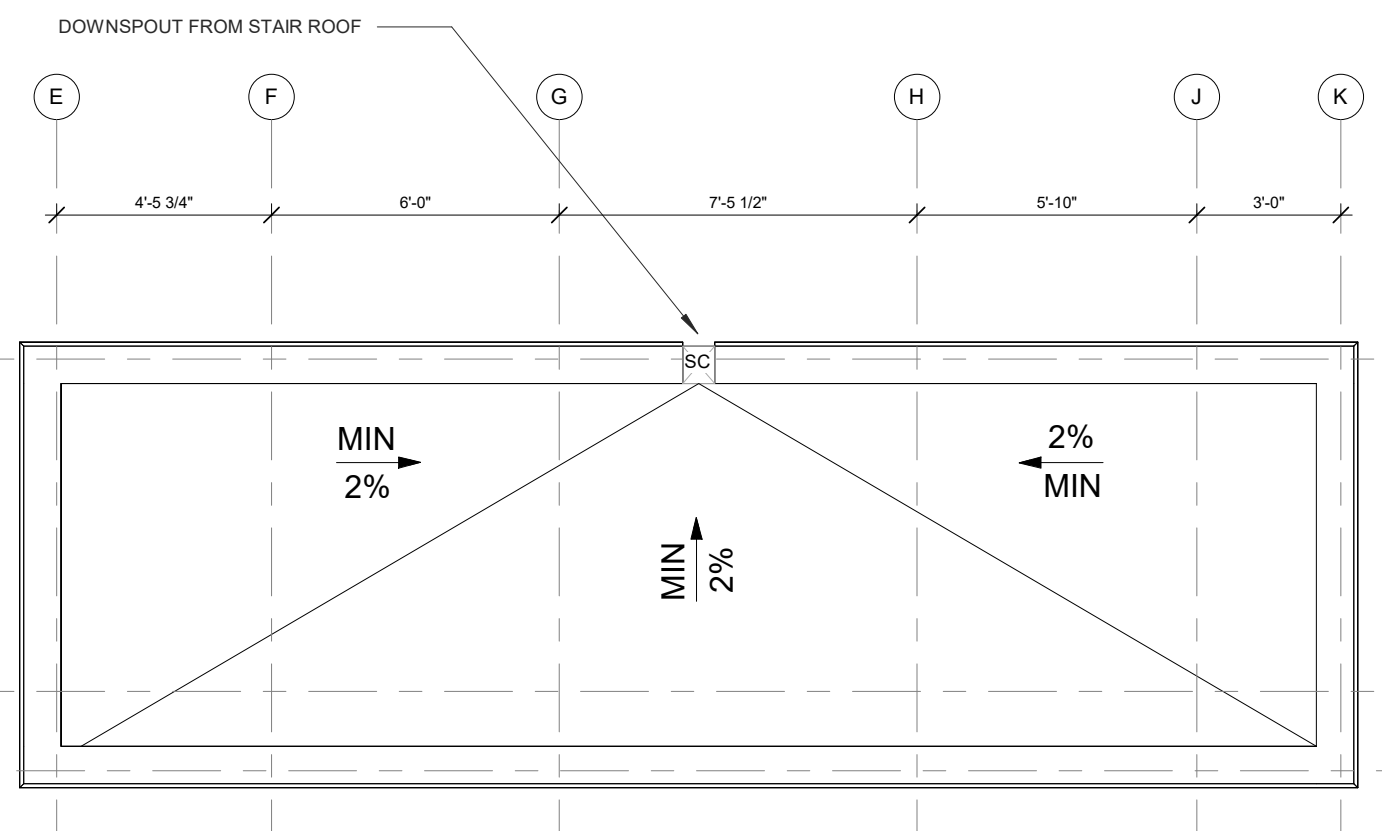 DOWNSPOUT FROM STAIR ROOF
E F G H J K
4'-5 3/4" 6'-0" 7'-5 1/2" 5'-10" 3'-0"
SC
MIN
2%
2%
MIN
MIN
2%